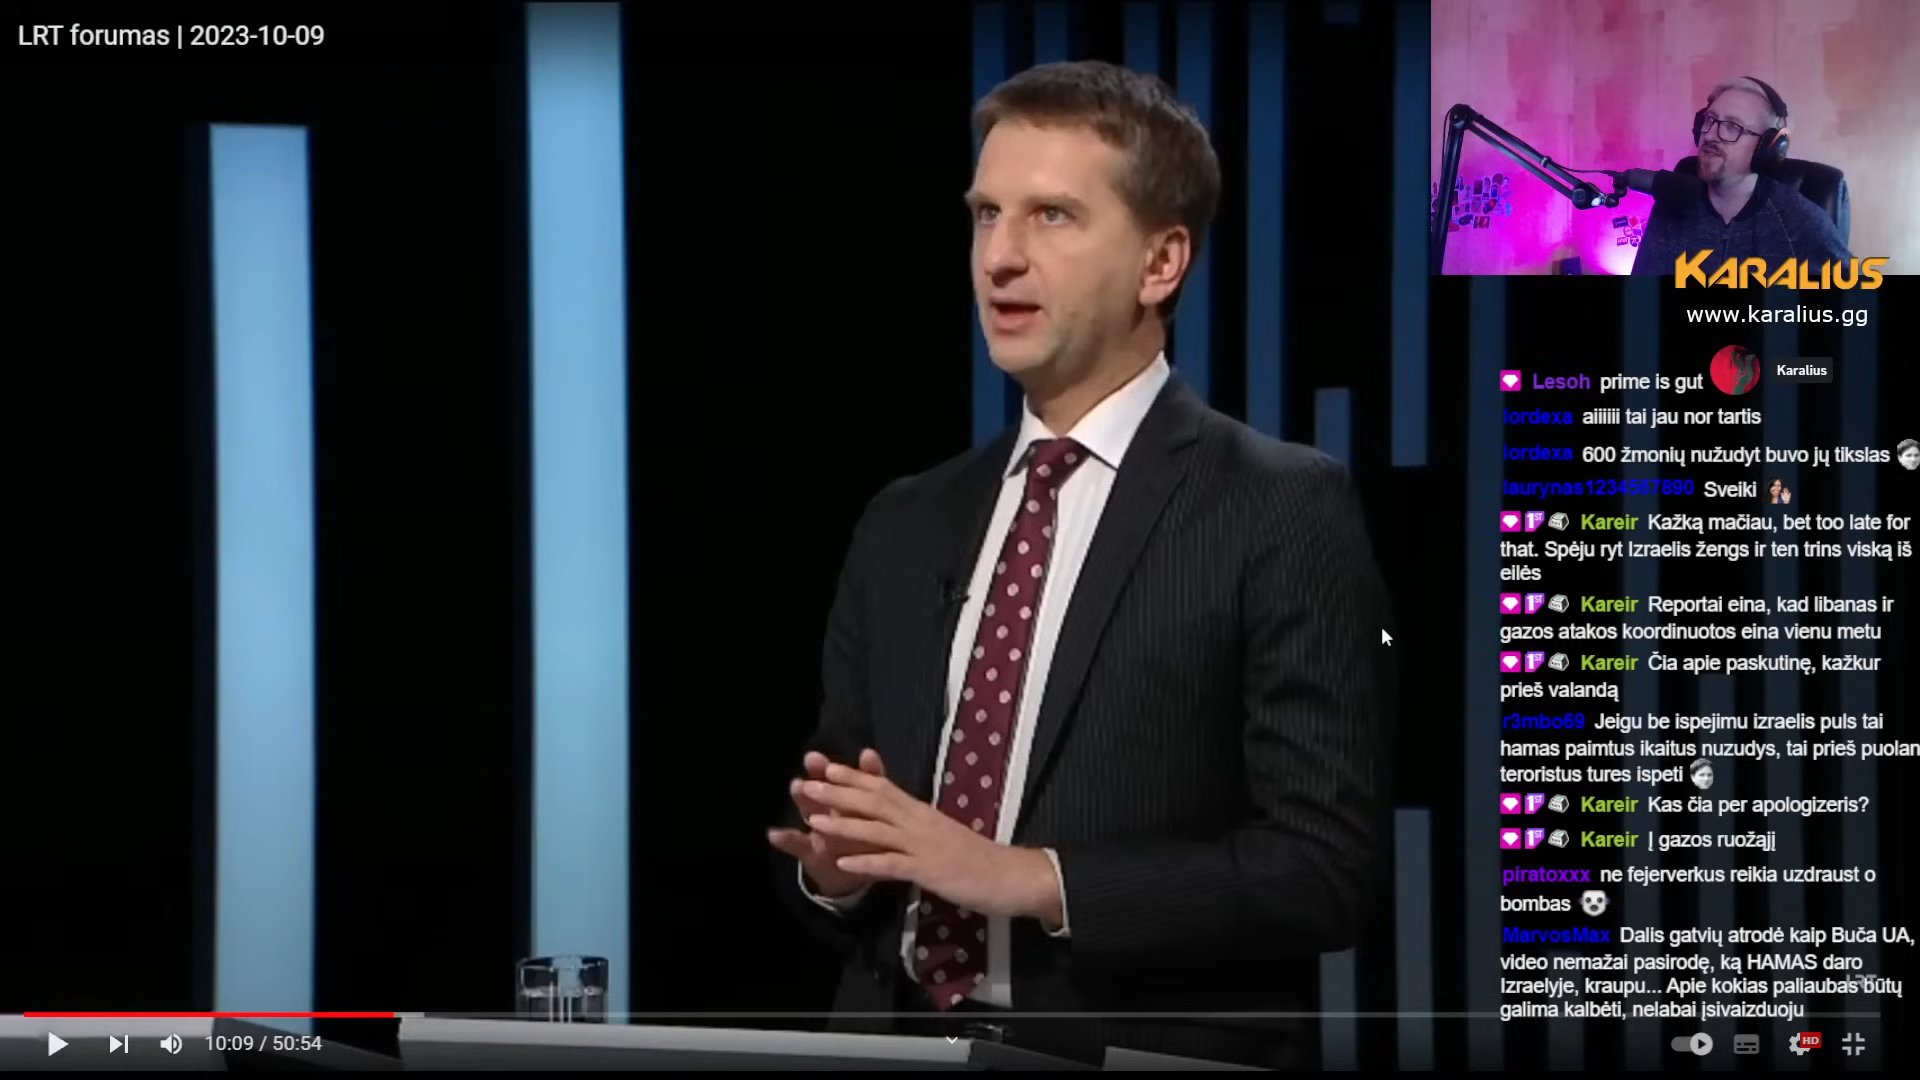 LRT forumas | 2023-10-09
KARALIUS
www.karalius.gg
Karalius
Lesoh prime is gut
lordexa aiiiiii tai jau nor tartis
lordexa 600 žmonių nužudyt buvo jų tikslas
laurynas1234567890 Sveiki
Kareir Kažką mačiau, bet too late for
that. Spėju ryt Izraelis žengs ir ten trins viską iš
eilės
Kareir Reportai eina, kad libanas ir
gazos atakos koordinuotos eina vienu metu
Kareir Čia apie paskutinę, kažkur
prieš valandą
r3mbo69 Jeigu be ispejimu izraelis puls tai
hamas paimtus ikaitus nuzudys, tai prieš puolan
teroristus tures ispeti
Kareir Kas čia per apologizeris?
Kareir Į gazos ruožąjį
piratoxxx ne fejerverkus reikia uzdraust o
bombas
MarvosMax Dalis gatvių atrodė kaip Buča UA,
video nemažai pasirodę, ką HAMAS daro
Izraelyje, kraupu... Apie kokias paliaubas būtų
galima kalbėti, nelabai įsivaizduoju
LRT
10:09 / 50:54
HD